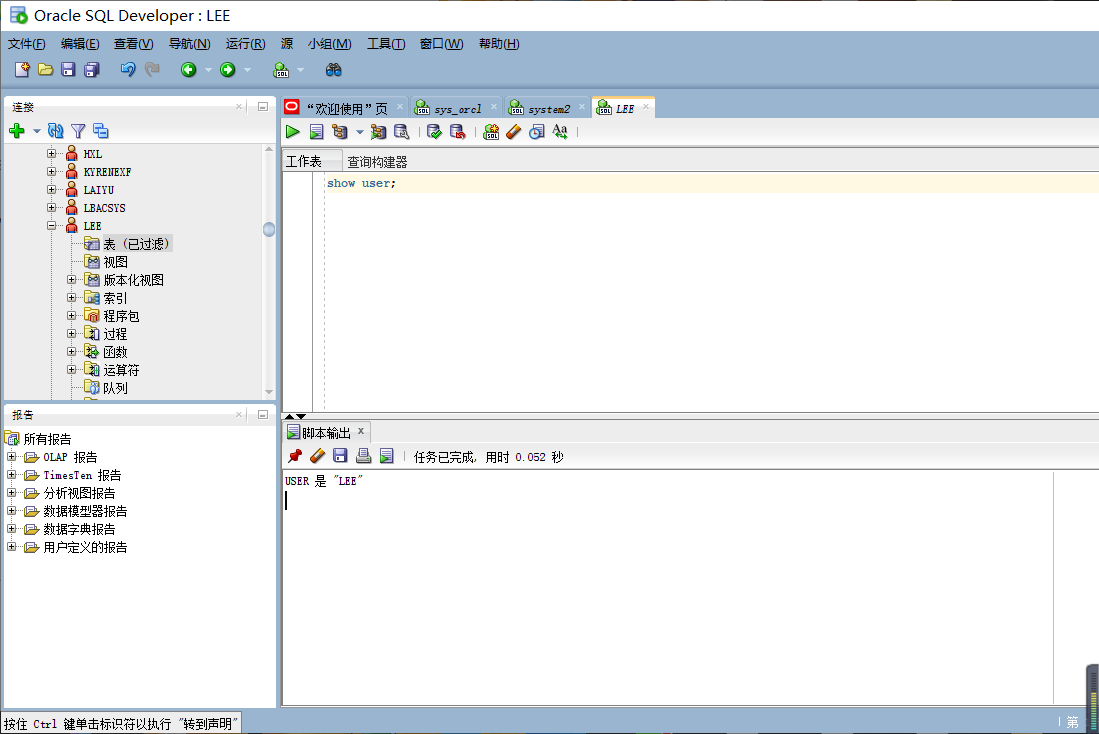 Oracle SQL Developer : LEE
文件(F) 编辑(E) 查看(V) 导航(N) 运行(R) 源 小组(M) 工具(T) 窗口(W) 帮助(H)
连接
HXL
KYRENEXF
LAIYU
LBACSYS
LEE
表 (已过滤)
视图
版本化视图
索引
程序包
过程
函数
运算符
队列
报告
所有报告
OLAP 报告
TimesTen 报告
分析视图报告
数据模型器报告
数据字典报告
用户定义的报告
“欢迎使用”页 sys_orcl system2 LEE
工作表 查询构建器
show user;
脚本输出
任务已完成, 用时 0.052 秒
USER 是 "LEE"
按住 Ctrl 键单击标识符以执行 "转到声明"
第